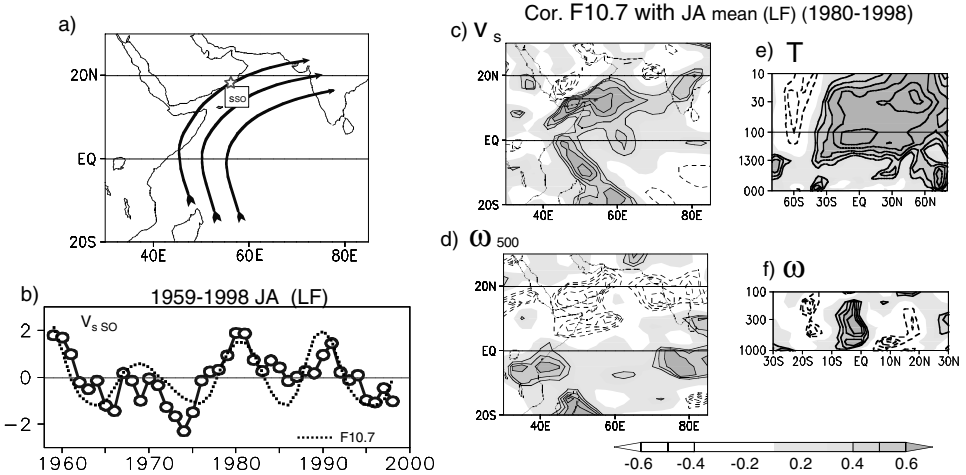 Cor. F10.7 with JA mean (LF) (1980-1998)
a)
20N
EQ
20S
40E 60E 80E
SSO
b) 1959-1998 JA (LF)
V s SO
2
0
−2
F10.7
1960 1970 1980 1990 2000
c) V s
20N
EQ
20S
40E 60E 80E
d) ω 500
20N
EQ
20S
40E 60E 80E
e) T
10
30
100
1300
000
60S 30S EQ 30N 60N
f) ω
100
300
1000
30S 20S 10S EQ 10N 20N 30N
-0.6 -0.4 -0.2 0.2 0.4 0.6